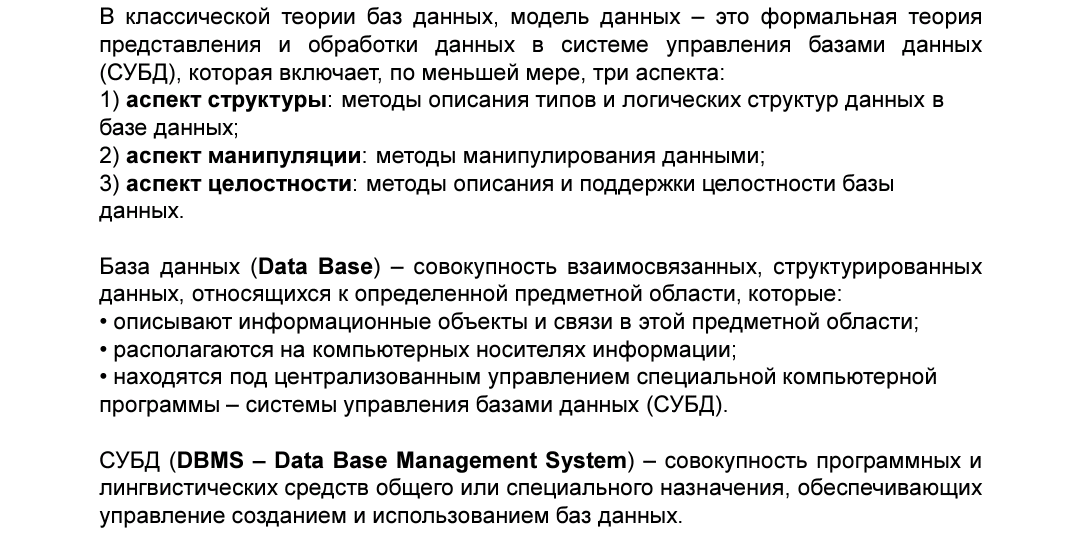 В классической теории баз данных, модель данных – это формальная теория
представления и обработки данных в системе управления базами данных
(СУБД), которая включает, по меньшей мере, три аспекта:
1) аспект структуры: методы описания типов и логических структур данных в
базе данных;
2) аспект манипуляции: методы манипулирования данными;
3) аспект целостности: методы описания и поддержки целостности базы
данных.
База данных (Data Base) – совокупность взаимосвязанных, структурированных
данных, относящихся к определенной предметной области, которые:
• описывают информационные объекты и связи в этой предметной области;
• располагаются на компьютерных носителях информации;
• находятся под централизованным управлением специальной компьютерной
программы – системы управления базами данных (СУБД).
СУБД (DBMS – Data Base Management System) – совокупность программных и
лингвистических средств общего или специального назначения, обеспечивающих
управление созданием и использованием баз данных.